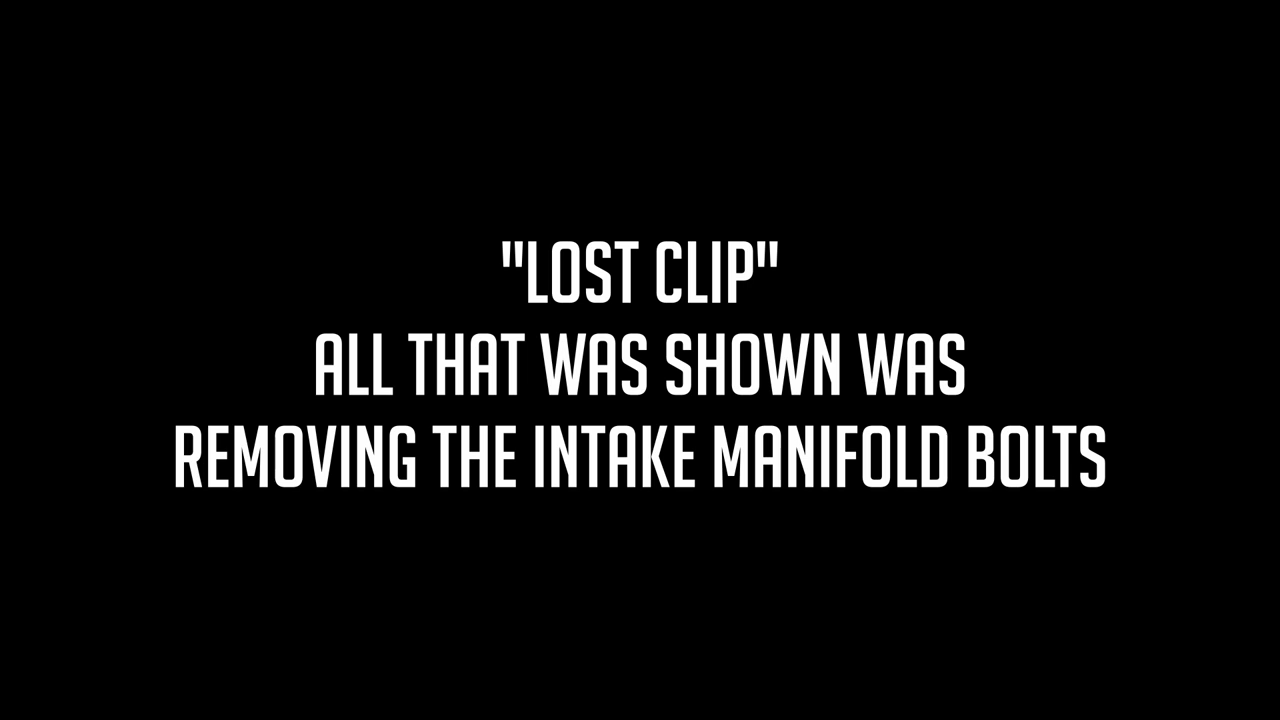 "LOST CLIP"
ALL THAT WAS SHOWN WAS
REMOVING THE INTAKE MANIFOLD BOLTS